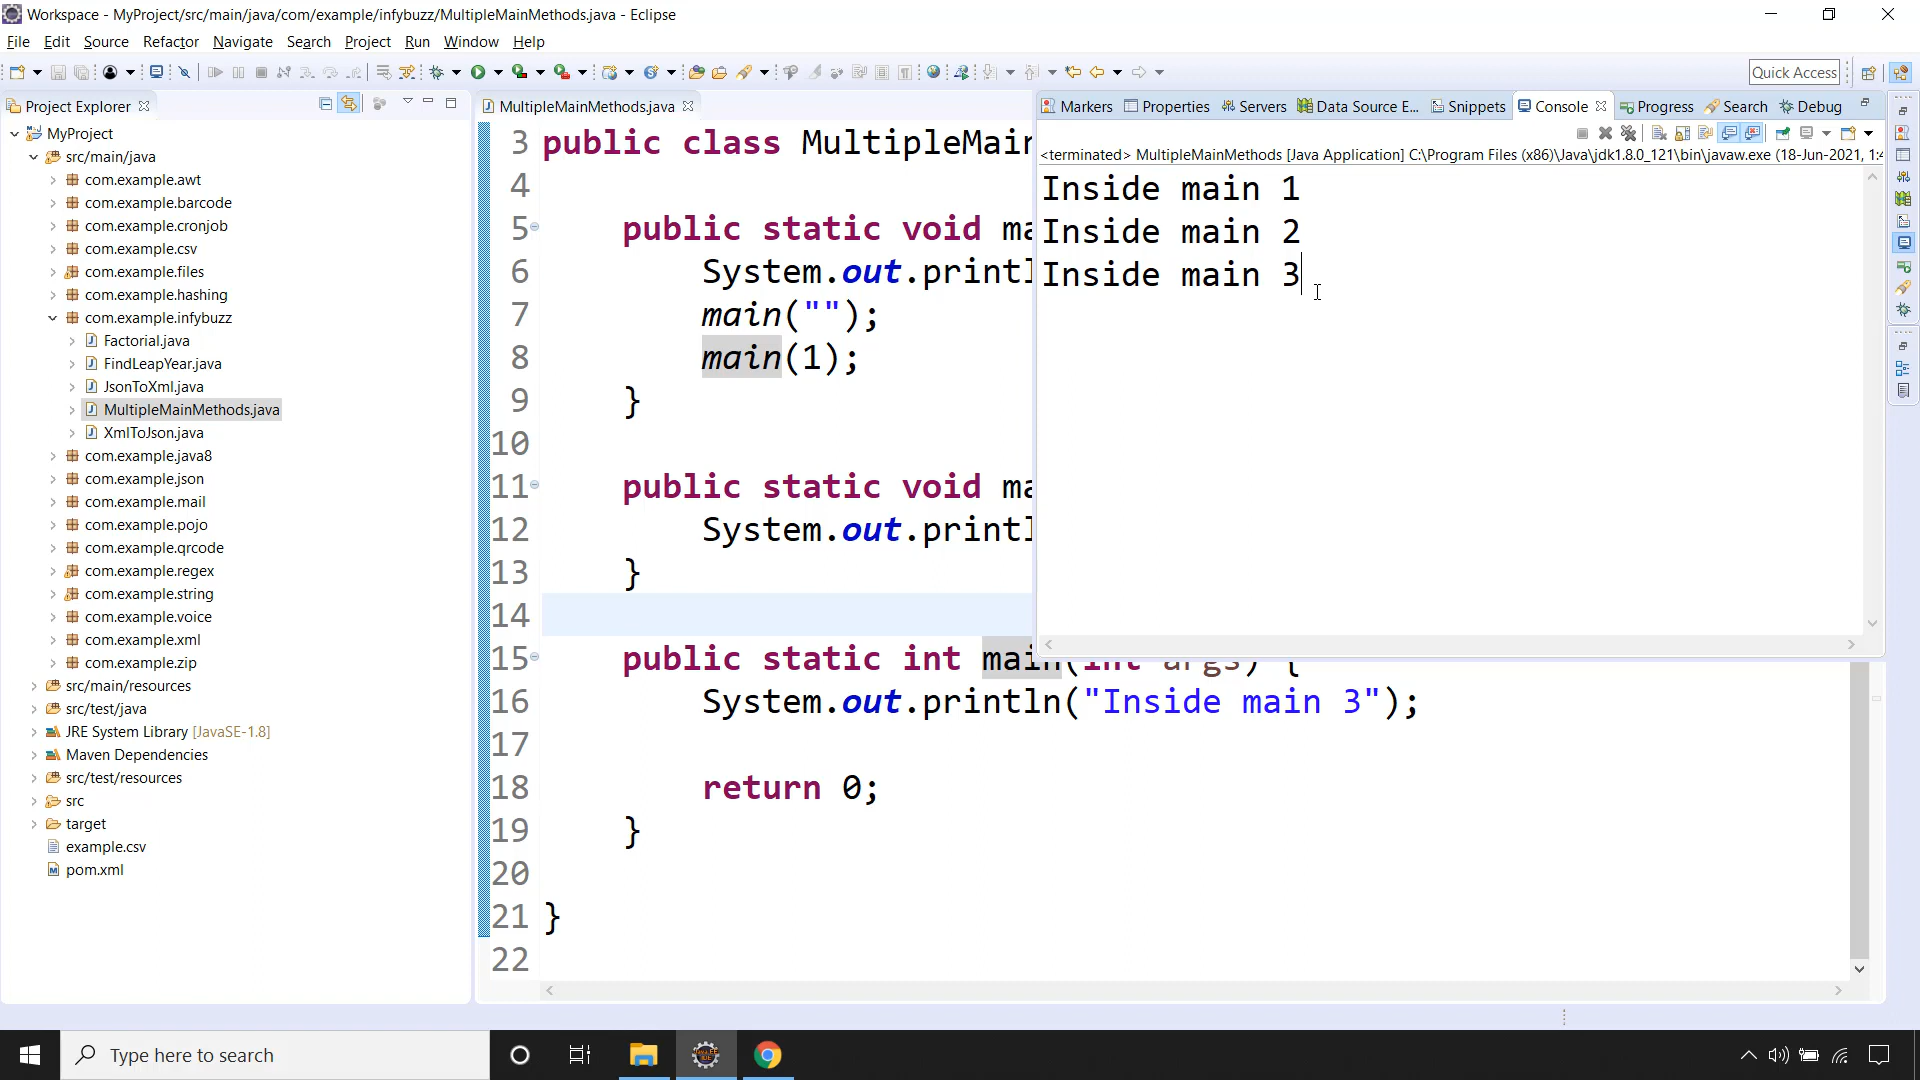 Workspace - MyProject/src/main/java/com/example/infybuzz/MultipleMainMethods.java - Eclipse
File Edit Source Refactor Navigate Search Project Run Window Help
Quick Access
Project Explorer
MyProject
src/main/java
com.example.awt
com.example.barcode
com.example.cronjob
com.example.csv
com.example.files
com.example.hashing
com.example.infybuzz
Factorial.java
FindLeapYear.java
JsonToXml.java
MultipleMainMethods.java
XmlToJson.java
com.example.java8
com.example.json
com.example.mail
com.example.pojo
com.example.qrcode
com.example.regex
com.example.string
com.example.voice
com.example.xml
com.example.zip
src/main/resources
src/test/java
JRE System Library [JavaSE-1.8]
Maven Dependencies
src/test/resources
src
target
example.csv
pom.xml
MultipleMainMethods.java
3 public class MultipleMain
4
5 public static void ma
6 System.out.printl
7 main("");
8 main(1);
9 }
10
11 public static void ma
12 System.out.printl
13 }
14
15 public static int main(int args) {
16 System.out.println("Inside main 3");
17
18 return 0;
19 }
20
21 }
22
Markers Properties Servers Data Source E... Snippets Console Progress Search Debug
<terminated> MultipleMainMethods [Java Application] C:\Program Files (x86)\Java\jdk1.8.0_121\bin\javaw.exe (18-Jun-2021, 1:4
Inside main 1
Inside main 2
Inside main 3
Type here to search